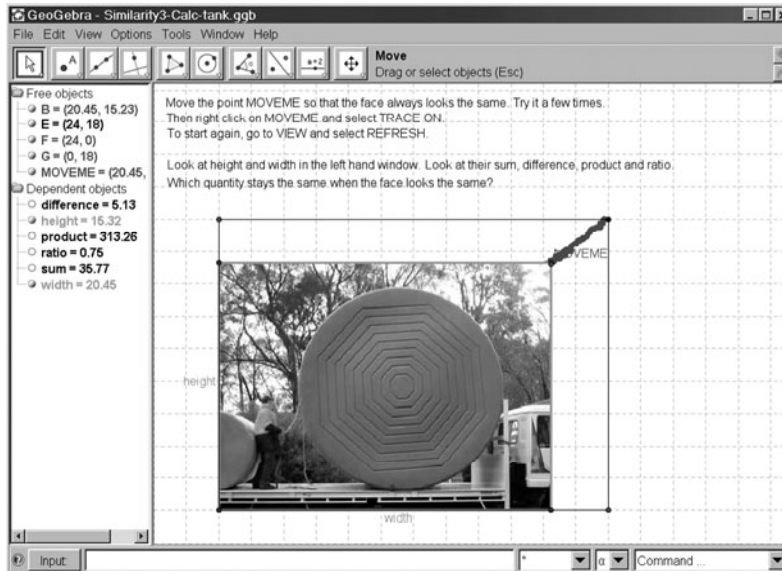 GeoGebra - Similarity3-Calc-tank.ggb
File Edit View Options Tools Window Help
A
a=2
Move
Drag or select objects (Esc)
Free objects
B = (20.45, 15.23)
E = (24, 18)
F = (24, 0)
G = (0, 18)
MOVEME = (20.45,
Dependent objects
difference = 5.13
height = 15.32
product = 313.26
ratio = 0.75
sum = 35.77
width = 20.45
Move the point MOVEME so that the face always looks the same. Try it a few times.
Then right click on MOVEME and select TRACE ON.
To start again, go to VIEW and select REFRESH.
Look at height and width in the left hand window. Look at their sum, difference, product and ratio.
Which quantity stays the same when the face looks the same?
MOVEME
height
width
Input:
°
α
Command ...